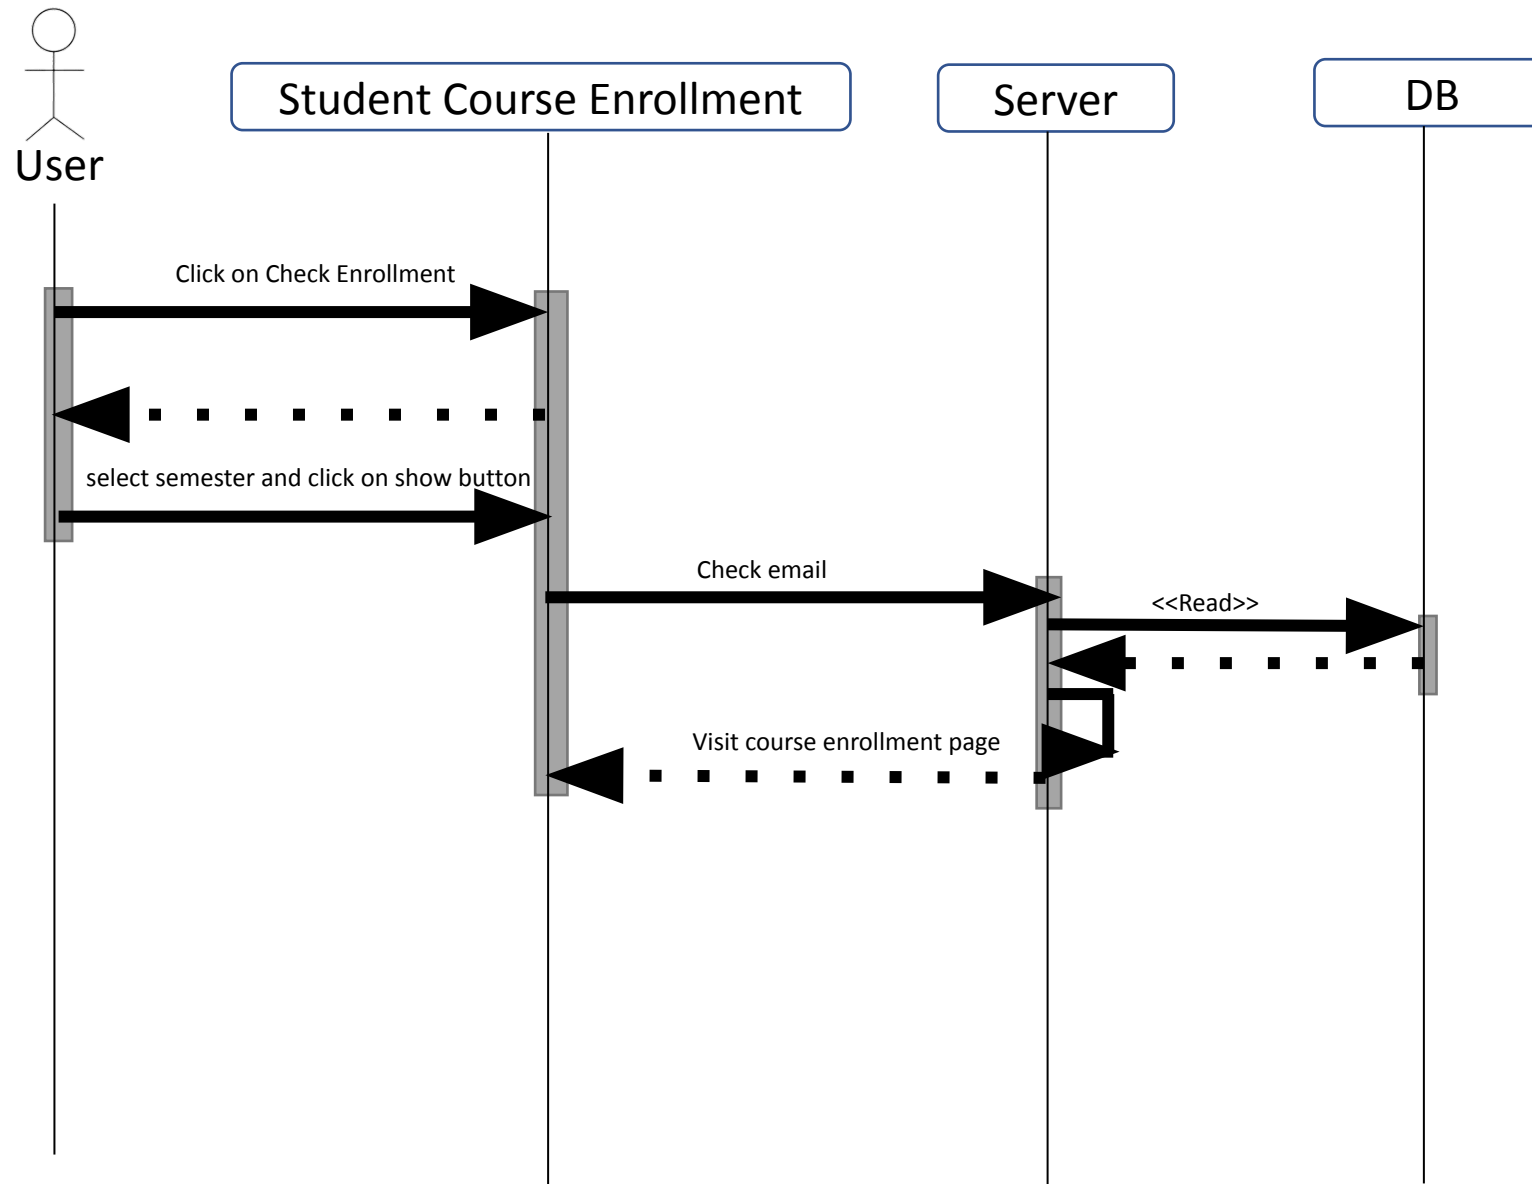 Student Course Enrollment
Server
DB
User
Click on Check Enrollment
select semester and click on show button
Check email
<<Read>>
Visit course enrollment page